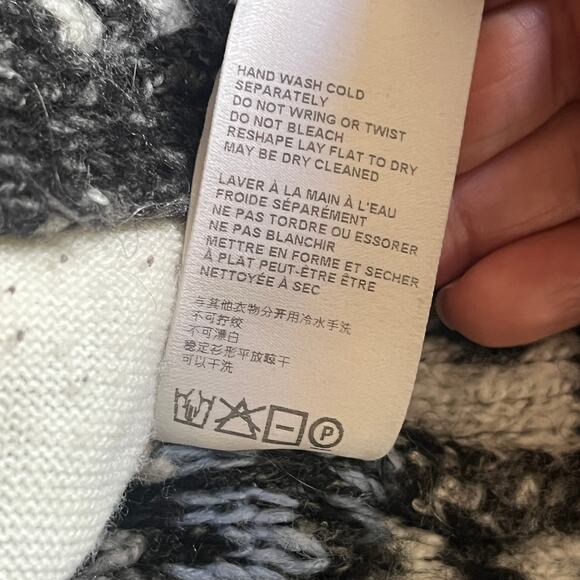 HAND WASH COLD
SEPARATELY
DO NOT WRING OR TWIST
DO NOT BLEACH
RESHAPE LAY FLAT TO DRY
MAY BE DRY CLEANED
LAVER À LA MAIN À L'EAU
FROIDE SÉPARÉMENT
NE PAS TORDRE OU ESSORER
NE PAS BLANCHIR
METTRE EN FORME ET SECHER
À PLAT PEUT-ÊTRE ÊTRE
NETTOYÉE À SEC
与其他衣物分开用冷水手洗
不可拧绞
不可漂白
稳定衫形平放晾干
可以干洗
P